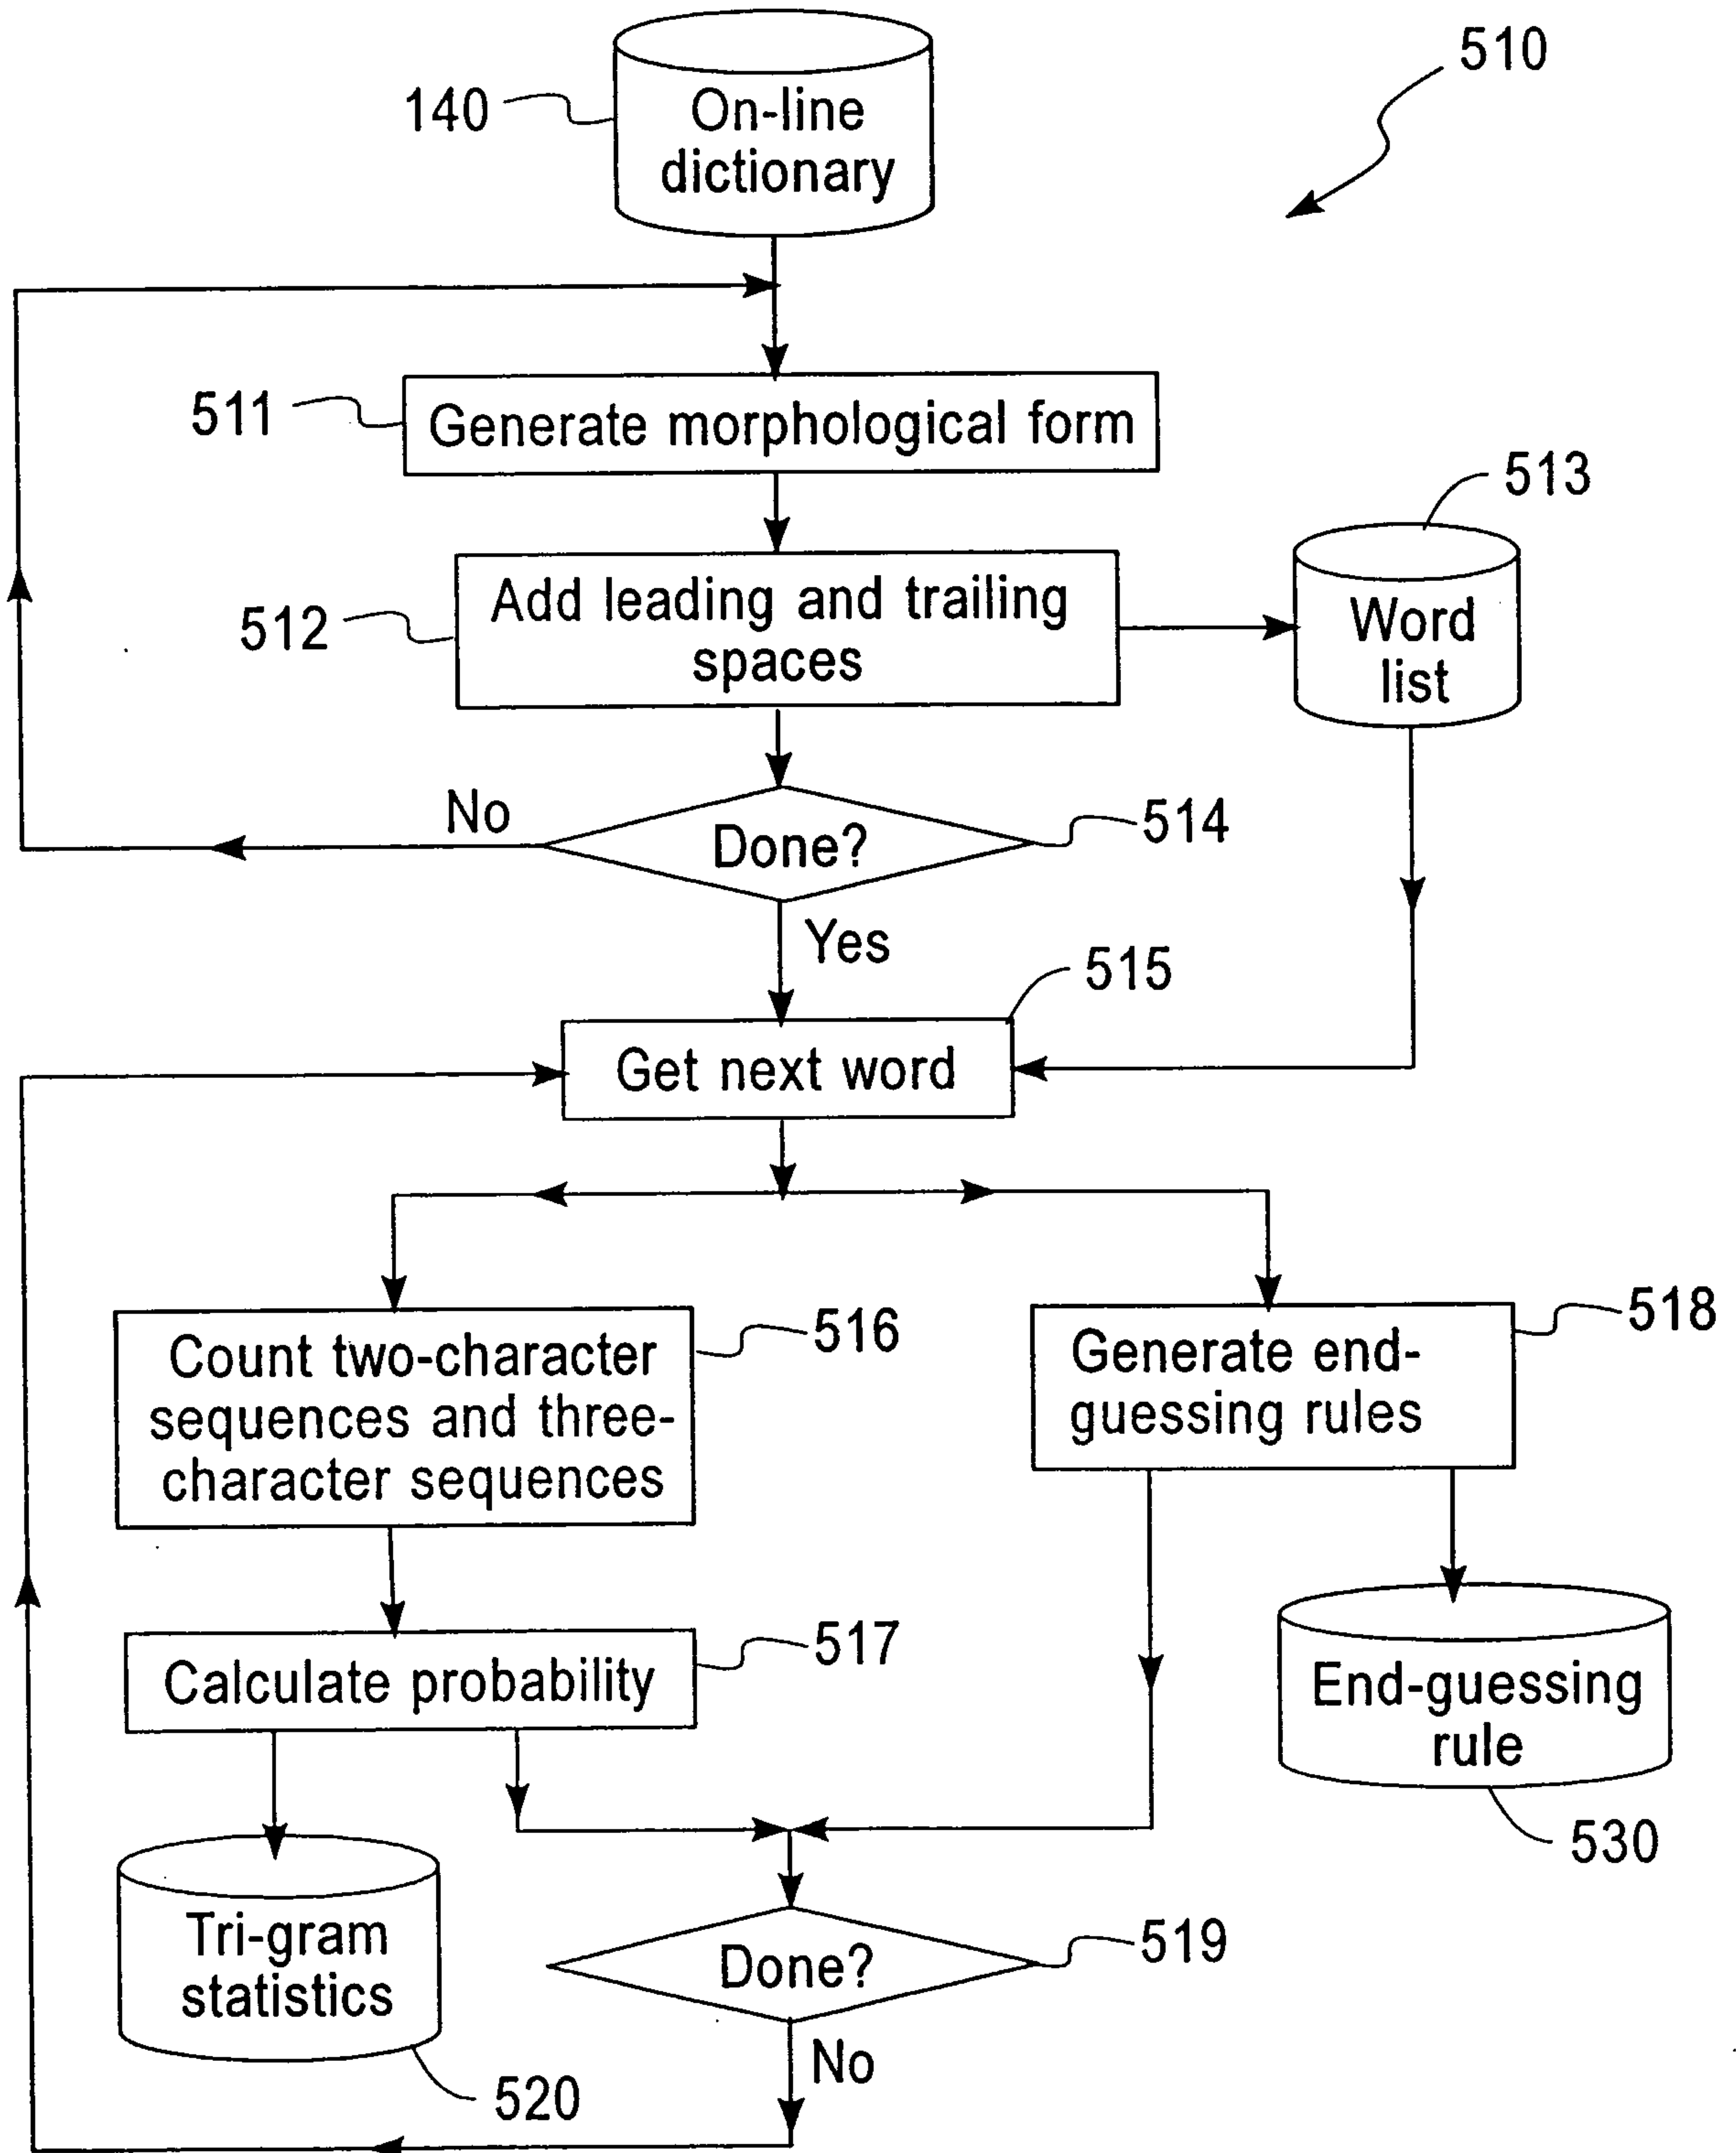 510
140
On-line
dictionary
511
Generate morphological form
513
512
Add leading and trailing
spaces
Word
list
No
Done?
514
Yes
515
Get next word
516
Count two-character
sequences and three-
character sequences
518
Generate end-
guessing rules
517
Calculate probability
End-guessing
rule
530
Tri-gram
statistics
520
Done?
519
No